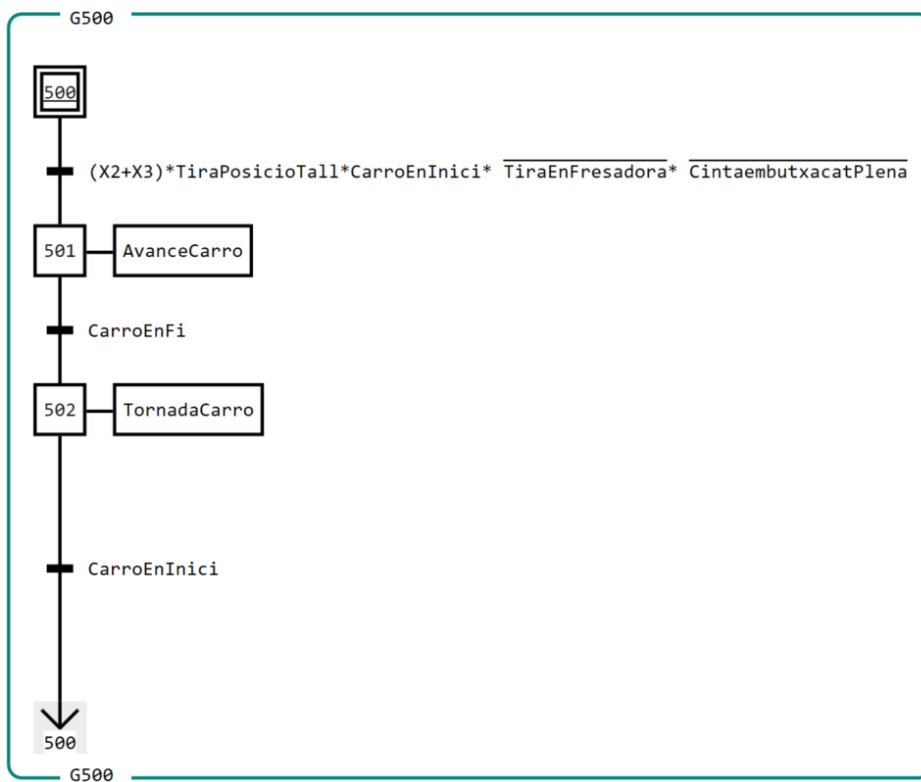 G500
500
(X2+X3)*TiraPosicioTall*CarroEnInici* TiraEnFresadora* CintaembutxacatPlena
501 AvanceCarro
CarroEnFi
502 TornadaCarro
CarroEnInici
500
G500